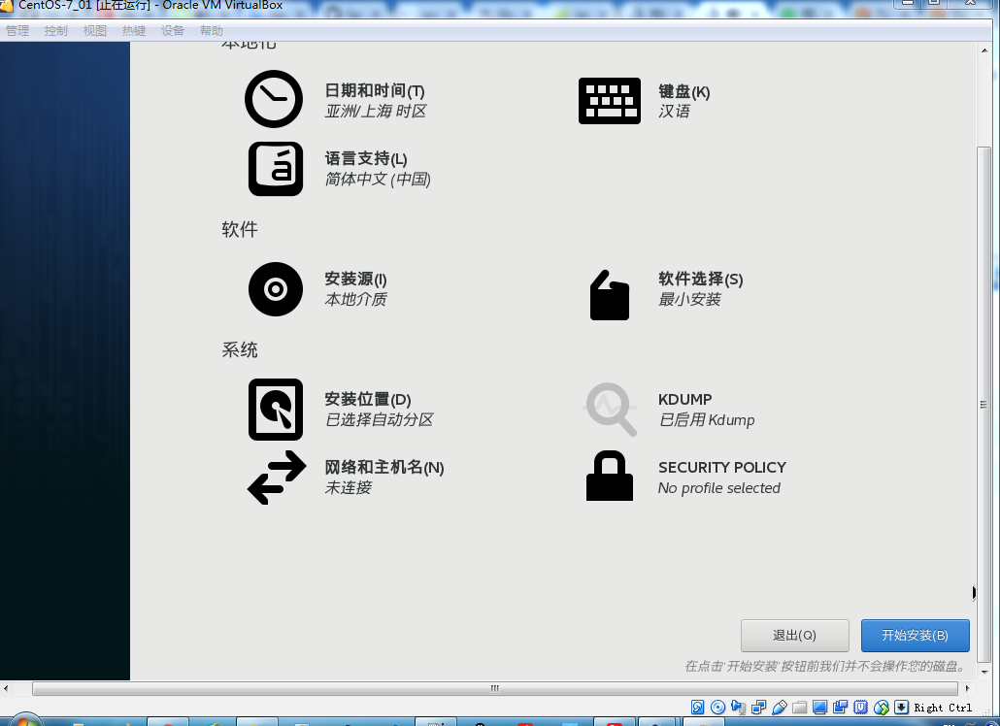 CentOS-7_01 [正在运行] - Oracle VM VirtualBox
管理 控制 视图 热键 设备 帮助
本地化
日期和时间(T)
亚洲/上海 时区
键盘(K)
汉语
语言支持(L)
简体中文 (中国)
软件
安装源(I)
本地介质
软件选择(S)
最小安装
系统
安装位置(D)
已选择自动分区
KDUMP
已启用 Kdump
网络和主机名(N)
未连接
SECURITY POLICY
No profile selected
退出(Q)
开始安装(B)
在点击'开始安装'按钮前我们并不会操作您的磁盘。
Right Ctrl